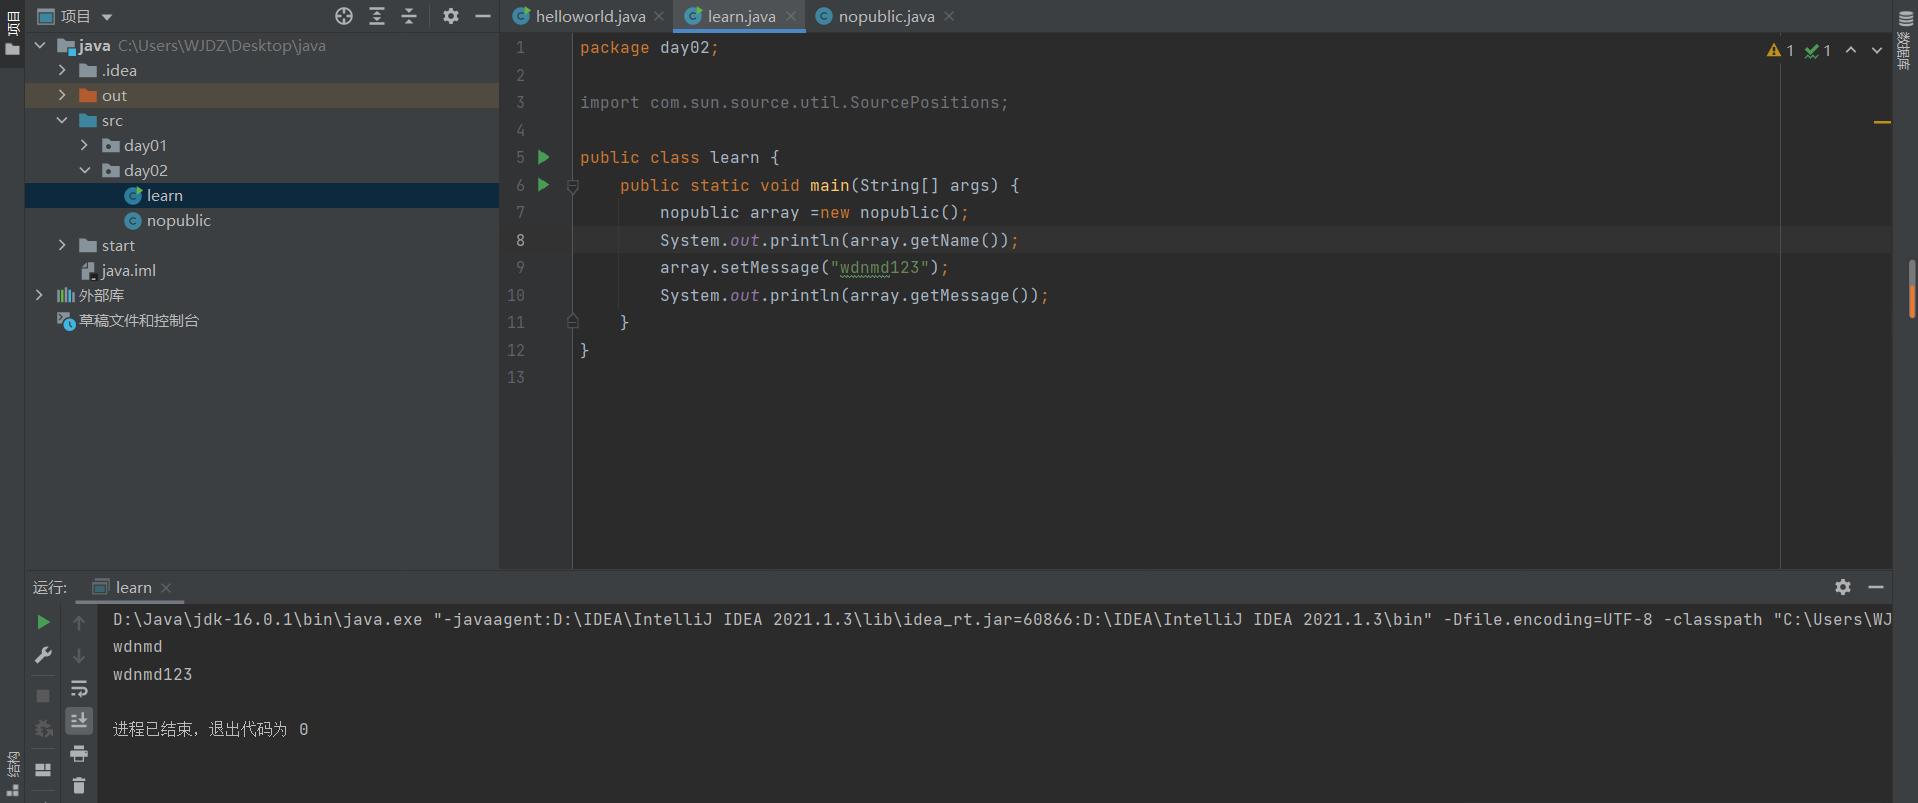 项目
项目
java C:\Users\WJDZ\Desktop\java
.idea
out
src
day01
day02
learn
nopublic
start
java.iml
外部库
草稿文件和控制台
结构
helloworld.java
learn.java
nopublic.java
1 package day02;
2
3 import com.sun.source.util.SourcePositions;
4
5 public class learn {
6 public static void main(String[] args) {
7 nopublic array =new nopublic();
8 System.out.println(array.getName());
9 array.setMessage("wdnmd123");
10 System.out.println(array.getMessage());
11 }
12 }
13
1 1
数据库
运行: learn
D:\Java\jdk-16.0.1\bin\java.exe "-javaagent:D:\IDEA\IntelliJ IDEA 2021.1.3\lib\idea_rt.jar=60866:D:\IDEA\IntelliJ IDEA 2021.1.3\bin" -Dfile.encoding=UTF-8 -classpath "C:\Users\WJ
wdnmd
wdnmd123
进程已结束，退出代码为 0